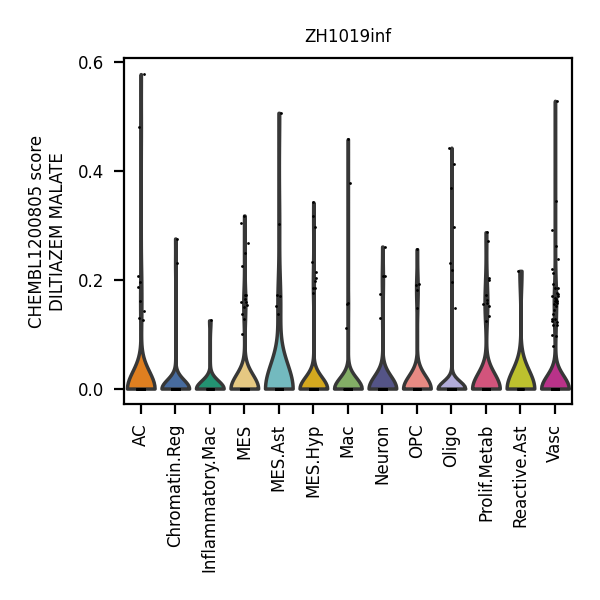 ZH1019inf
CHEMBL1200805 score
DILTIAZEM MALATE
0.6
0.4
0.2
0.0
AC
Chromatin.Reg
Inflammatory.Mac
MES
MES.Ast
MES.Hyp
Mac
Neuron
OPC
Oligo
Prolif.Metab
Reactive.Ast
Vasc